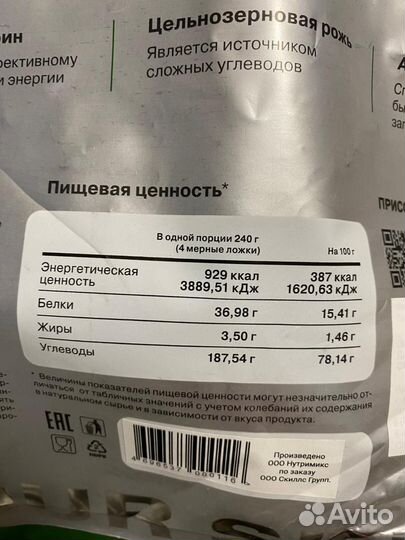 Цельнозерновая рожь
Является источником
сложных углеводов
Пищевая ценность*
В одной порции 240 г
(4 мерные ложки)
На 100 г
Энергетическая
ценность
929 ккал
3889,51 кДж
387 ккал
1620,63 кДж
Белки
36,98 г
15,41 г
Жиры
3,50 г
1,46 г
Углеводы
187,54 г
78,14 г
* Величины показателей пищевой ценности могут незначительно от-
личаться от табличных значений с учетом колебаний их содержания
в натуральном сырье и в зависимости от вкуса продукта.
EAC
Произведено
ООО Нутримикс
по заказу
ООО Скиллс Групп.
Avito